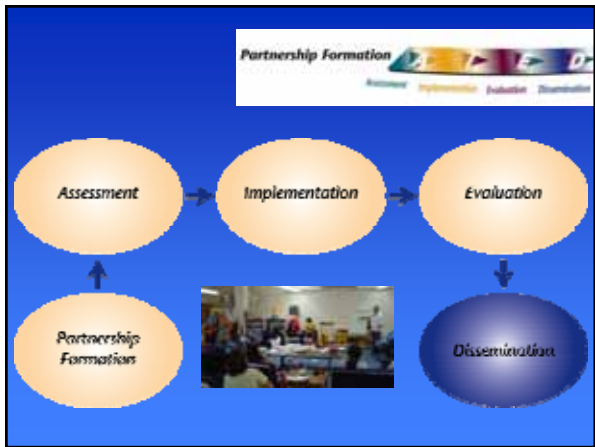 Partnership Formation
A I E D
Assessment Implementation Evaluation Dissemination
Assessment
Implementation
Evaluation
Partnership
Formation
Dissemination